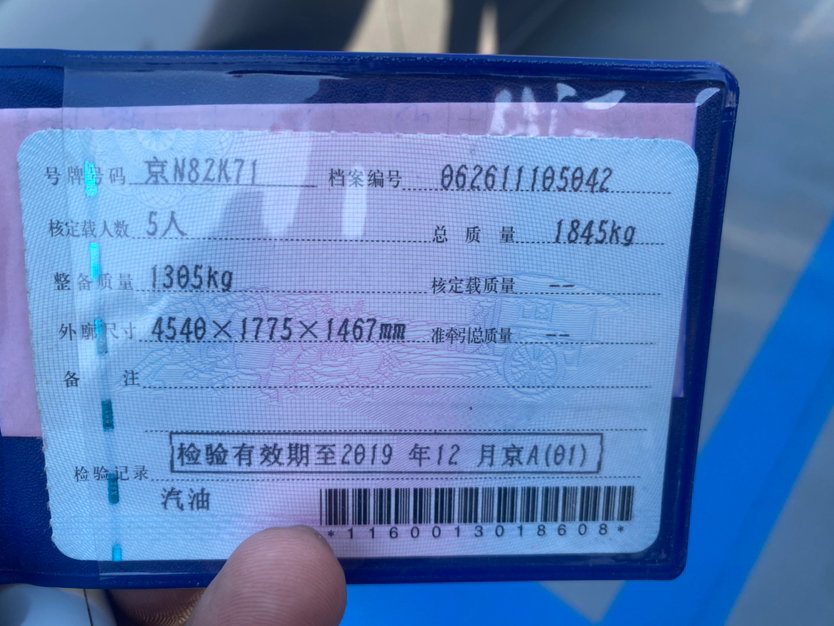 号牌号码 京N8ZK71 档案编号 062611105042
核定载人数 5人 总质量 1845kg
整备质量 1305kg 核定载质量 --
外廓尺寸 4540×1775×1467mm 准牵引总质量 --
备注
检验记录 检验有效期至2019年12月京A(01)
汽油
*1160013018608*